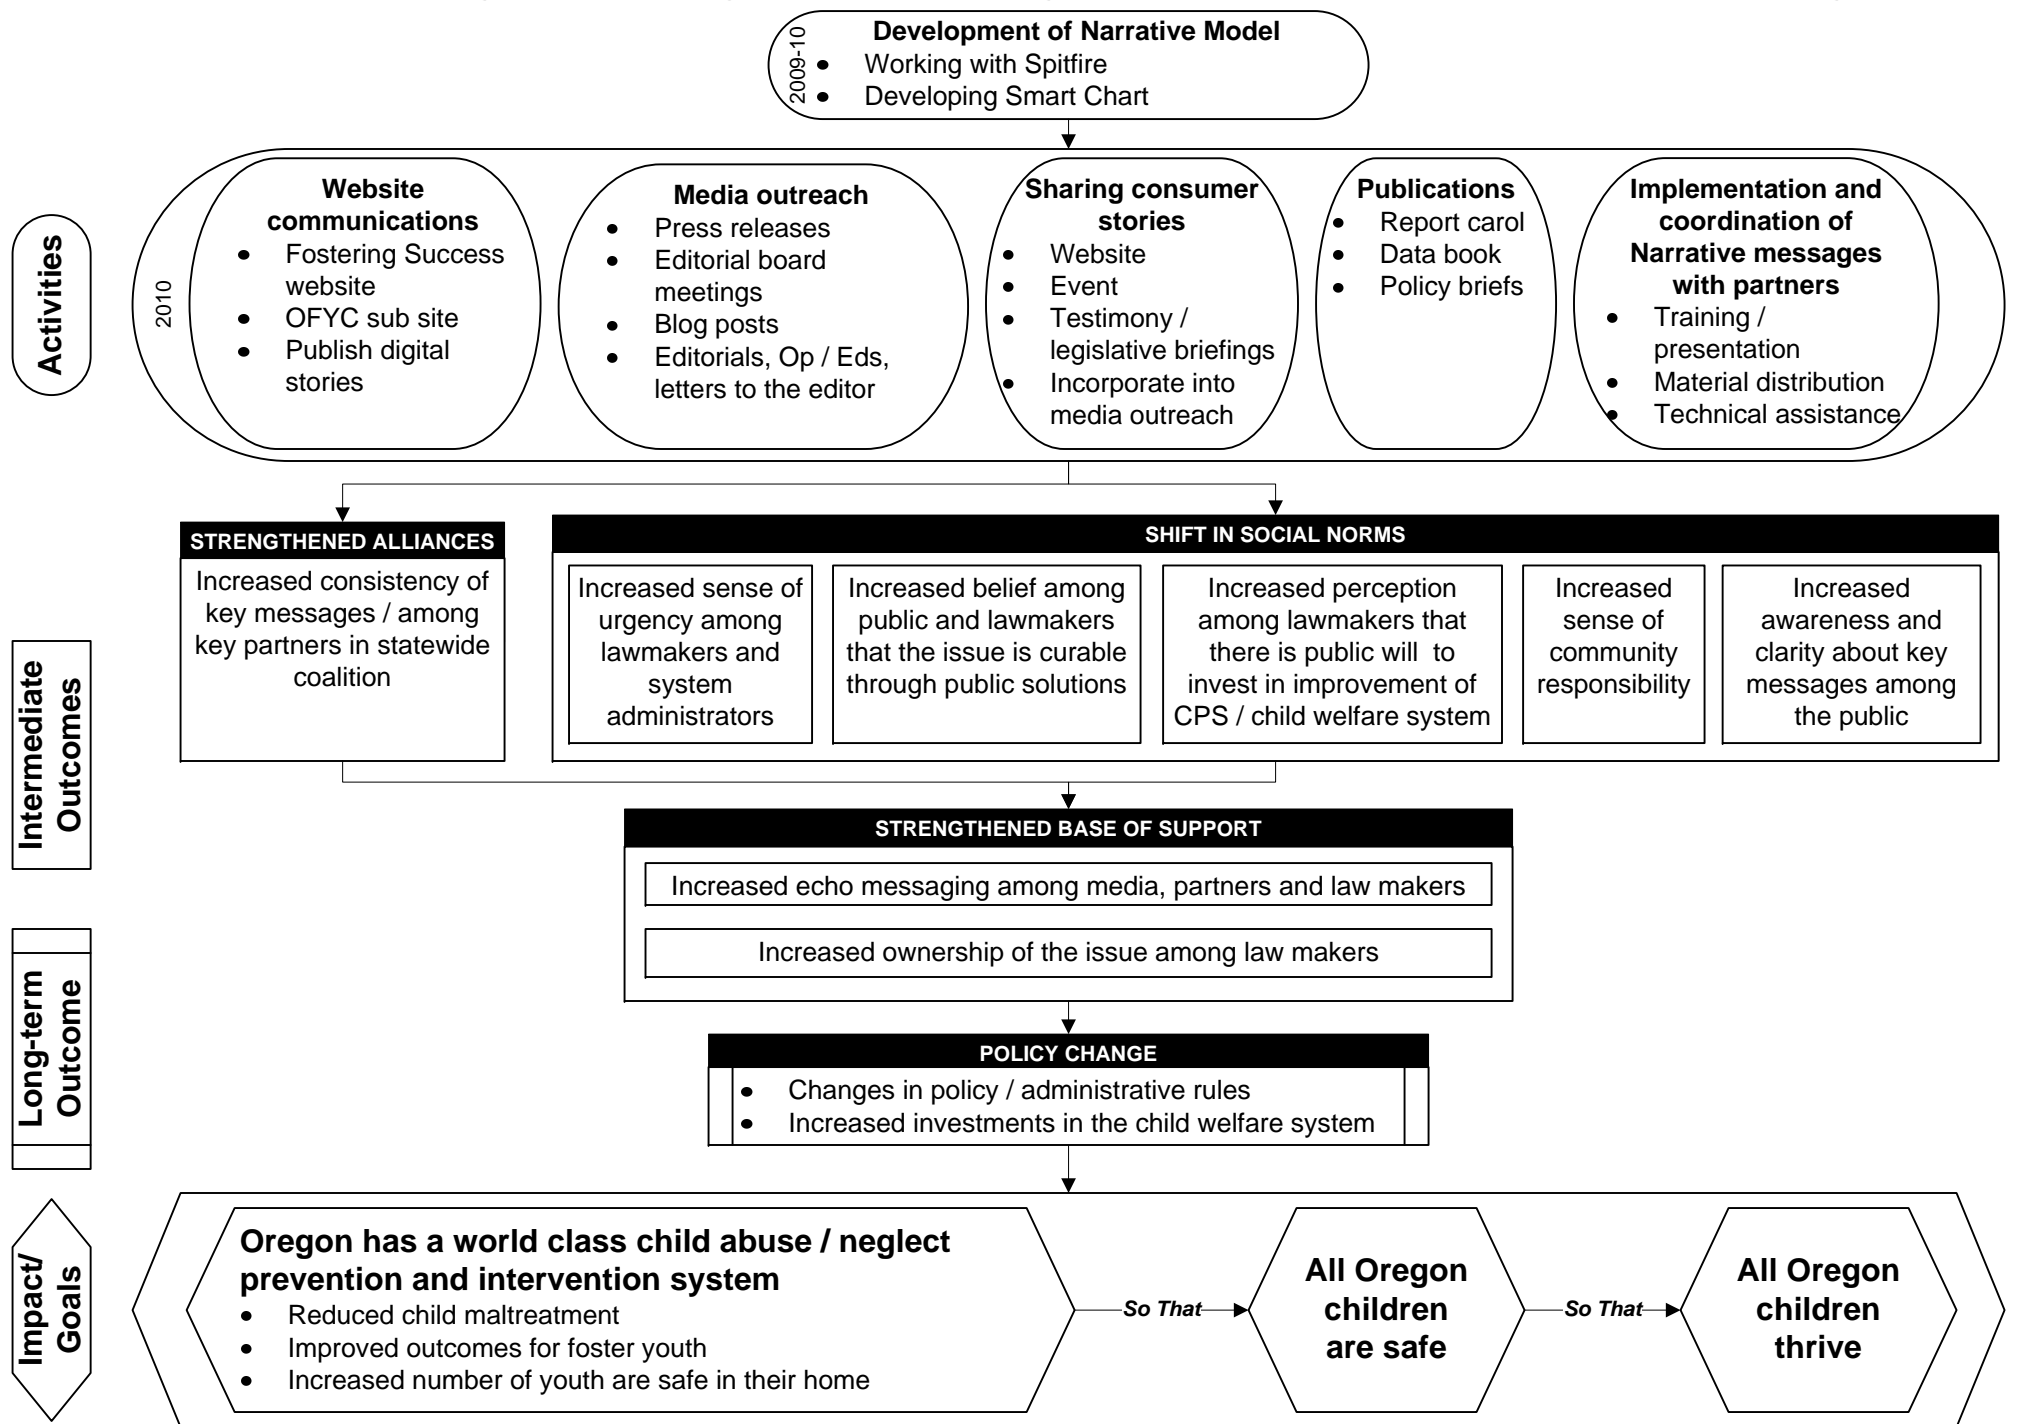 Development of Narrative Model
2009-10
• Working with Spitfire
• Developing Smart Chart
Activities
2010
Website
communications
• Fostering Success
website
• OFYC sub site
• Publish digital
stories
Media outreach
• Press releases
• Editorial board
meetings
• Blog posts
• Editorials, Op / Eds,
letters to the editor
Sharing consumer
stories
• Website
• Event
• Testimony /
legislative briefings
• Incorporate into
media outreach
Publications
• Report carol
• Data book
• Policy briefs
Implementation and
coordination of
Narrative messages
with partners
• Training /
presentation
• Material distribution
• Technical assistance
Intermediate
Outcomes
STRENGTHENED ALLIANCES
Increased consistency of
key messages / among
key partners in statewide
coalition
SHIFT IN SOCIAL NORMS
Increased sense of
urgency among
lawmakers and
system
administrators
Increased belief among
public and lawmakers
that the issue is curable
through public solutions
Increased perception
among lawmakers that
there is public will to
invest in improvement of
CPS / child welfare system
Increased
sense of
community
responsibility
Increased
awareness and
clarity about key
messages among
the public
STRENGTHENED BASE OF SUPPORT
Increased echo messaging among media, partners and law makers
Increased ownership of the issue among law makers
Long-term
Outcome
POLICY CHANGE
• Changes in policy / administrative rules
• Increased investments in the child welfare system
Impact/
Goals
Oregon has a world class child abuse / neglect
prevention and intervention system
• Reduced child maltreatment
• Improved outcomes for foster youth
• Increased number of youth are safe in their home
So That
All Oregon
children
are safe
So That
All Oregon
children
thrive